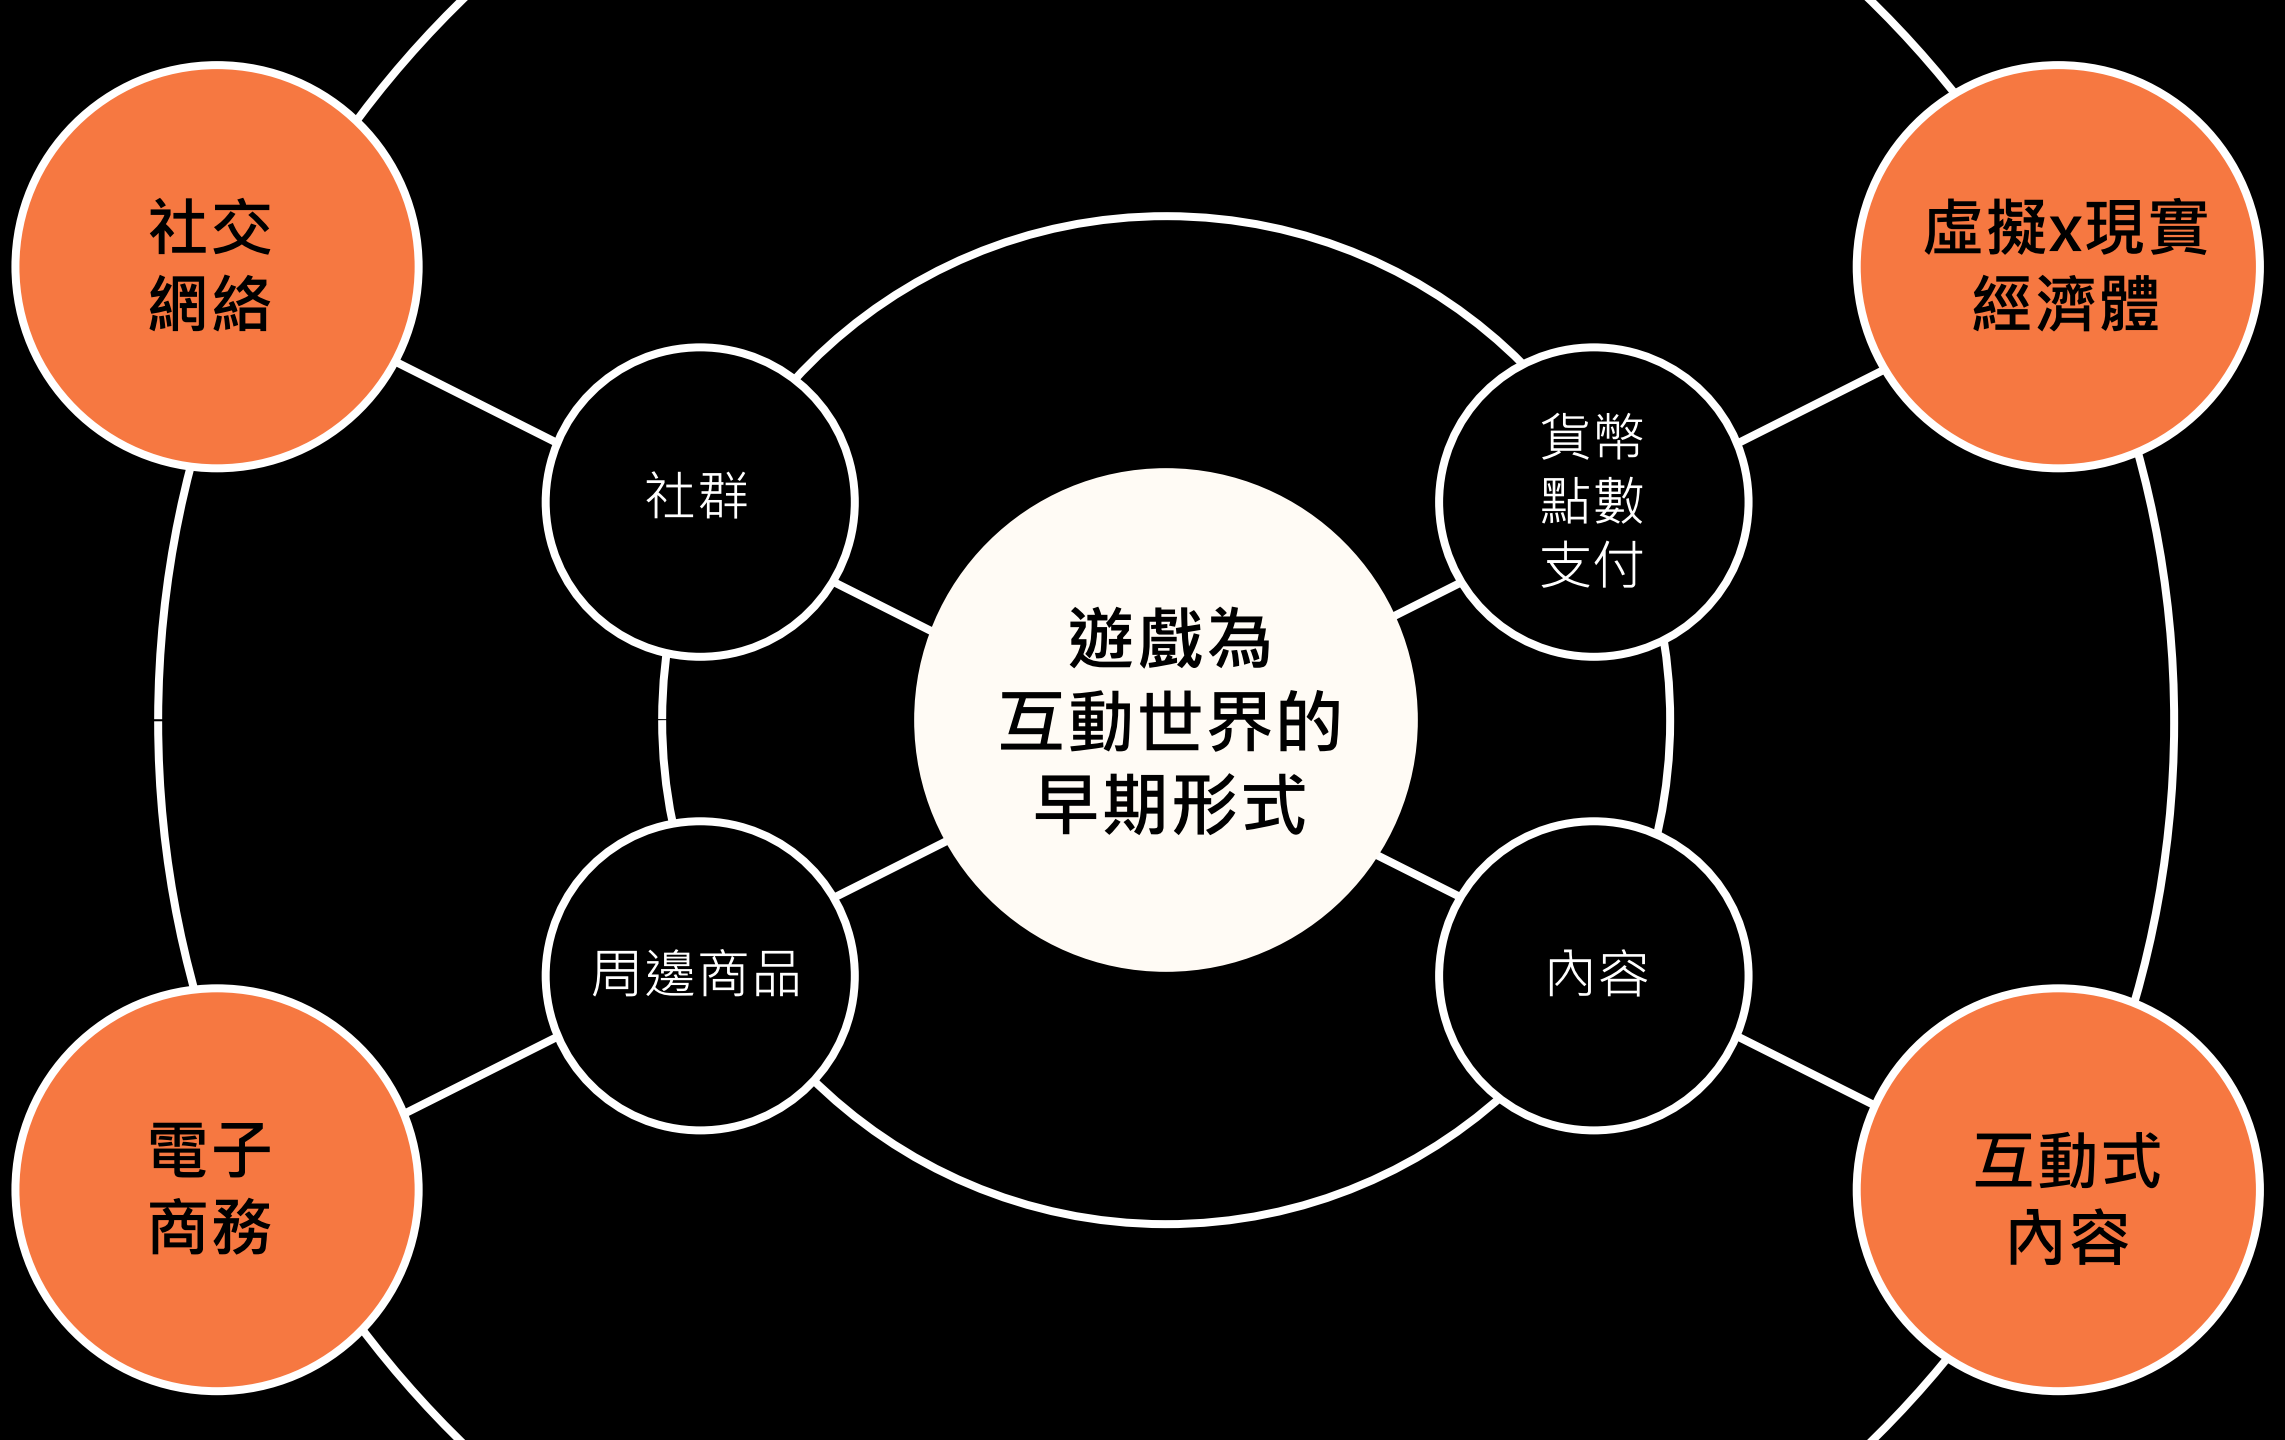 社交
網絡
虛擬x現實
經濟體
社群
貨幣
點數
支付
遊戲為
互動世界的
早期形式
周邊商品
內容
電子
商務
互動式
內容